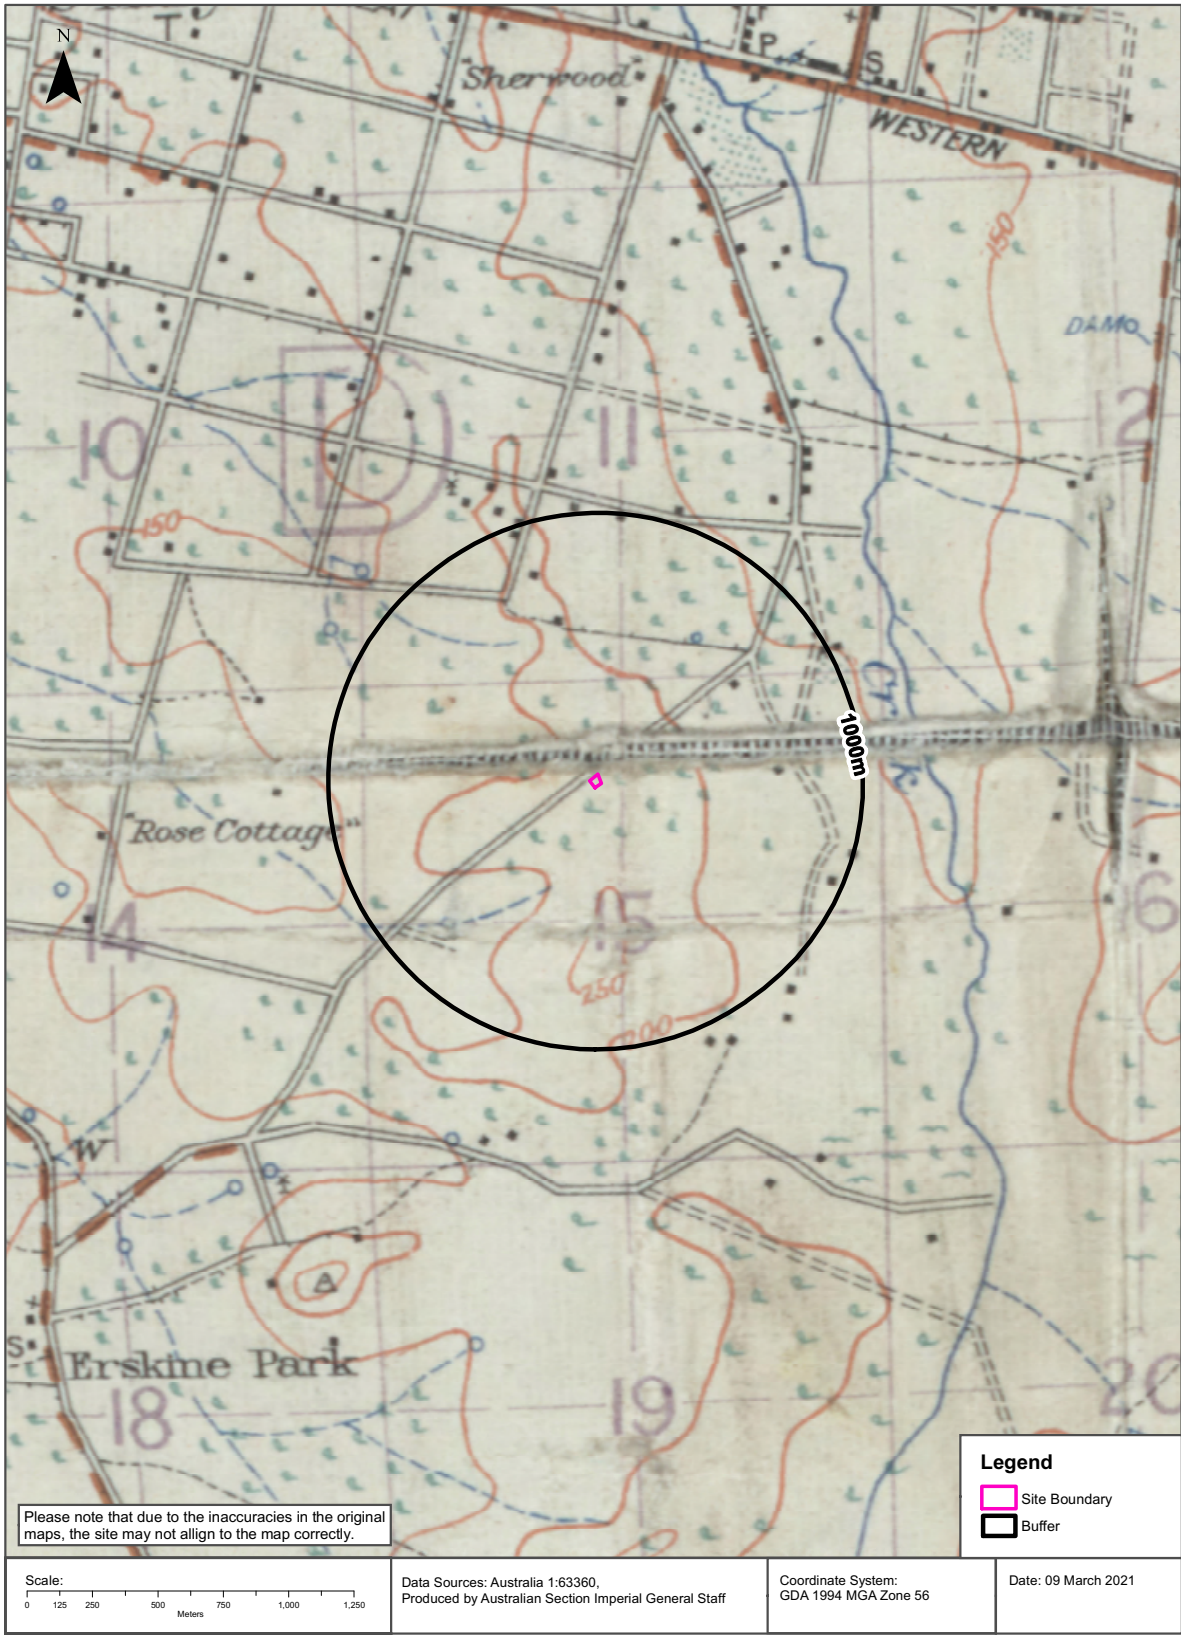 N
T
P
S
"Sherwood"
WESTERN
150
DAM
10
D
11
2
150
Cr
k
1000m
"Rose Cottage"
14
15
16
250
200
W
A
S
Erskine Park
18
19
20
Legend
Site Boundary
Buffer
Please note that due to the inaccuracies in the original
maps, the site may not allign to the map correctly.
Scale:
0 125 250 500 750 1,000 1,250
Meters
Data Sources: Australia 1:63360,
Produced by Australian Section Imperial General Staff
Coordinate System:
GDA 1994 MGA Zone 56
Date: 09 March 2021